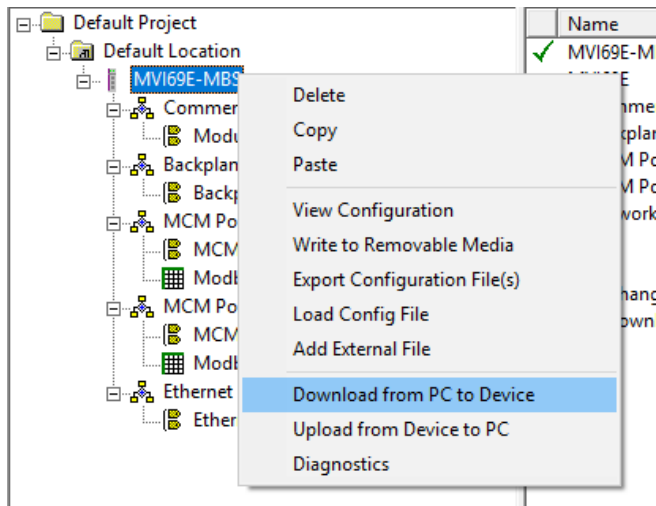 Default Project
Default Location
MVI69E-MBS
Commer
Modu
Backplan
Backp
MCM Po
MCM
Modb
MCM Po
MCM
Modb
Ethernet
Ether
Delete
Copy
Paste
View Configuration
Write to Removable Media
Export Configuration File(s)
Load Config File
Add External File
Download from PC to Device
Upload from Device to PC
Diagnostics
Name
MVI69E-M